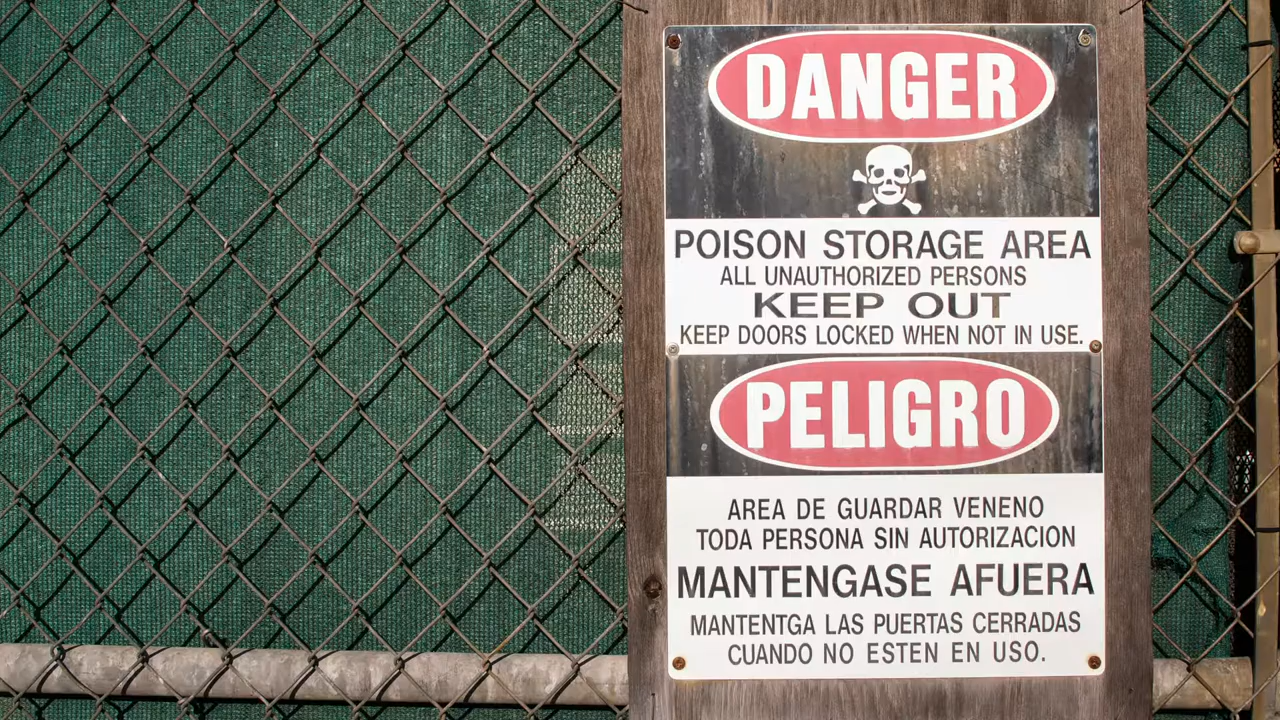 DANGER
POISON STORAGE AREA
ALL UNAUTHORIZED PERSONS
KEEP OUT
KEEP DOORS LOCKED WHEN NOT IN USE.
PELIGRO
AREA DE GUARDAR VENENO
TODA PERSONA SIN AUTORIZACION
MANTENGASE AFUERA
MANTENTGA LAS PUERTAS CERRADAS
CUANDO NO ESTEN EN USO.